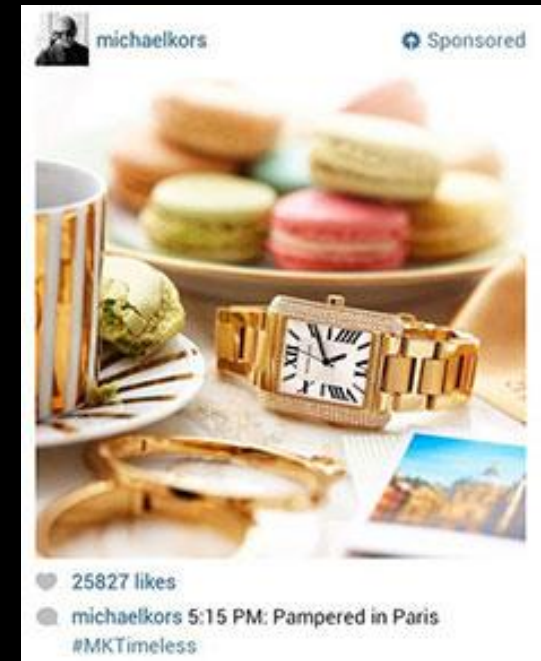 michaelkors
Sponsored
25827 likes
michaelkors 5:15 PM: Pampered in Paris
#MKTimeless